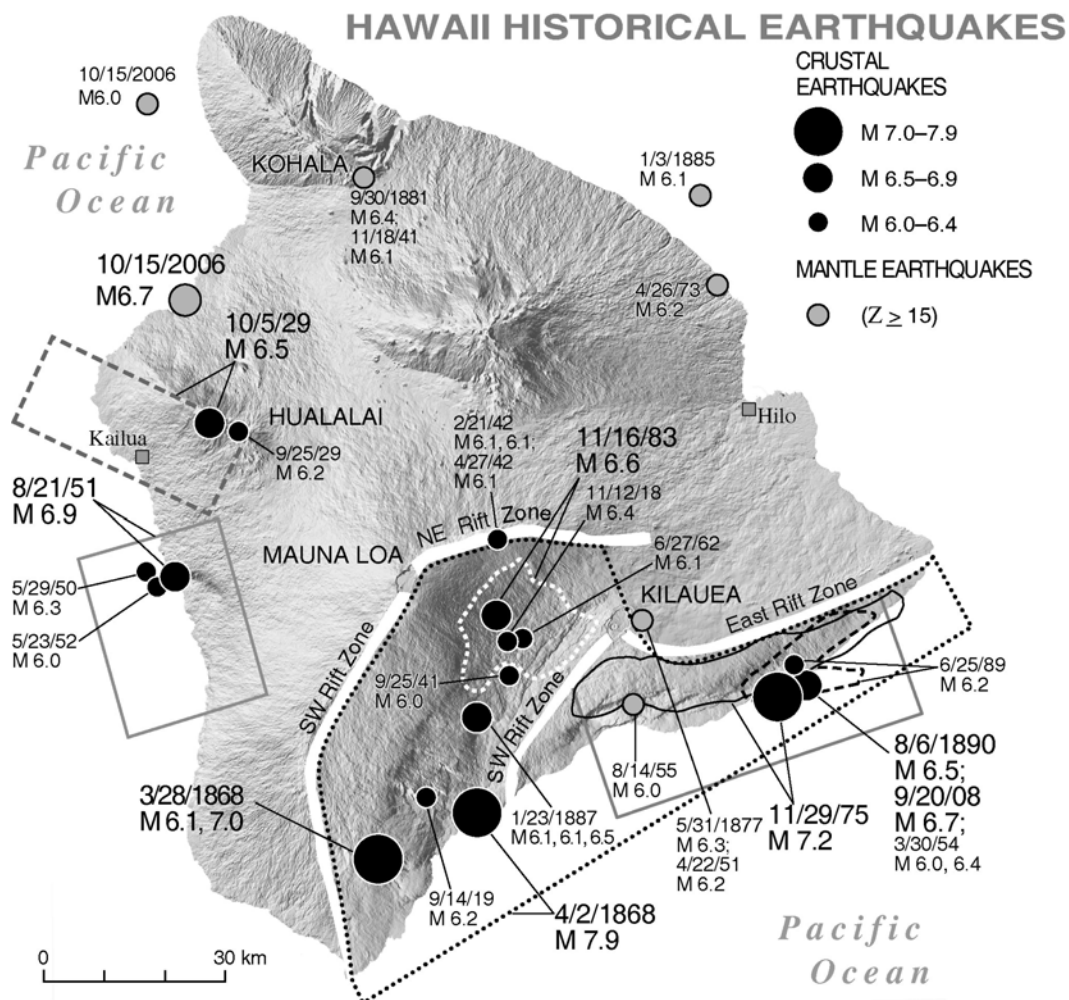 HAWAII HISTORICAL EARTHQUAKES
CRUSTAL
EARTHQUAKES
M 7.0–7.9
M 6.5–6.9
M 6.0–6.4
MANTLE EARTHQUAKES
(Z ≥ 15)
10/15/2006
M6.0
Pacific
Ocean
KOHALA
9/30/1881
M 6.4;
11/18/41
M 6.1
1/3/1885
M 6.1
10/15/2006
M6.7
4/26/73
M 6.2
10/5/29
M 6.5
HUALALAI
Kailua
9/25/29
M 6.2
Hilo
2/21/42
M 6.1, 6.1;
4/27/42
M 6.1
11/16/83
M 6.6
11/12/18
M 6.4
8/21/51
M 6.9
NE Rift Zone
MAUNA LOA
6/27/62
M 6.1
KILAUEA
5/29/50
M 6.3
5/23/52
M 6.0
East Rift Zone
SW Rift Zone
9/25/41
M 6.0
SW Rift Zone
6/25/89
M 6.2
8/14/55
M 6.0
8/6/1890
M 6.5;
9/20/08
M 6.7;
3/30/54
M 6.0, 6.4
3/28/1868
M 6.1, 7.0
1/23/1887
M6.1, 6.1, 6.5
5/31/1877
M 6.3;
4/22/51
M 6.2
11/29/75
M 7.2
9/14/19
M 6.2
4/2/1868
M 7.9
0 30 km
Pacific
Ocean